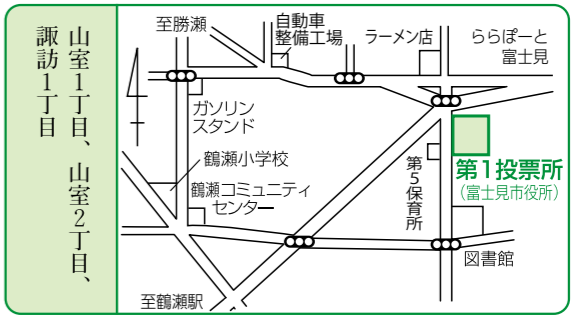 山室1丁目、山室2丁目、
諏訪1丁目
至勝瀬
自動車
整備工場
ラーメン店
ららぽーと
富士見
ガソリン
スタンド
鶴瀬小学校
鶴瀬コミュニティ
センター
第5保育所
第1投票所
（富士見市役所）
図書館
至鶴瀬駅